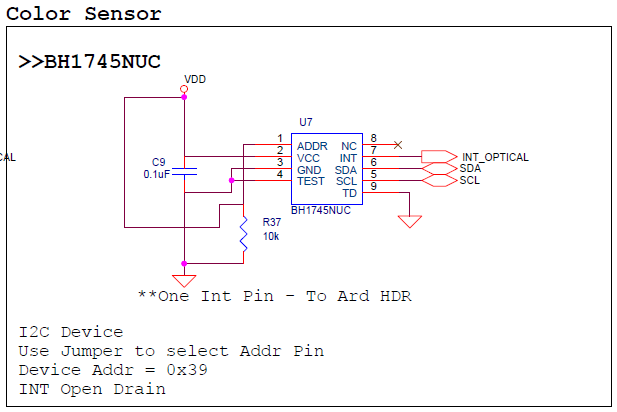 Color Sensor
>>BH1745NUC
VDD
U7
CAL
C9
0.1uF
1 ADDR NC 8
2 VCC INT 7
3 GND SDA 6
4 TEST SCL 5
TD 9
BH1745NUC
INT_OPTICAL
SDA
SCL
R37
10k
**One Int Pin - To Ard HDR
I2C Device
Use Jumper to select Addr Pin
Device Addr = 0x39
INT Open Drain